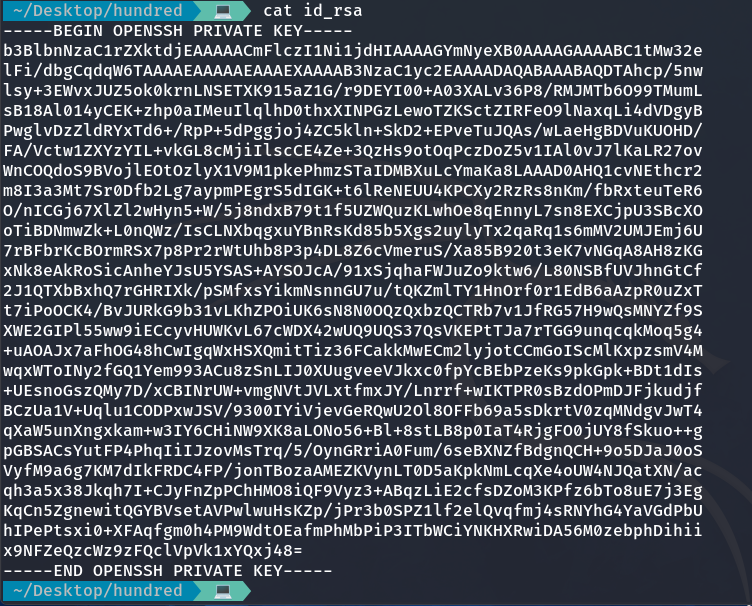 ~/Desktop/hundred 💻 cat id_rsa
-----BEGIN OPENSSH PRIVATE KEY-----
b3BlbnNzaC1rZXktdjEAAAAACmFlczI1Ni1jdHIAAAAGYmNyeXB0AAAAGAAAABC1tMw32e
lFi/dbgCqdqW6TAAAAEAAAAAEAAAEXAAAAB3NzaC1yc2EAAAADAQABAAABAQDTAhcp/5nw
lsy+3EWvxJUZ5ok0krnLNSETXK915aZ1G/r9DEYI00+A03XALv36P8/RMJMTb6O99TMumL
sB18Al014yCEK+zhp0aIMeuIlqlhD0thxXINPGzLewoTZKSctZIRFeO9lNaxqLi4dVDgyB
PwglvDzZldRYxTd6+/RpP+5dPggjoj4ZC5kln+SkD2+EPveTuJQAs/wLaeHgBDVuKUOHD/
FA/Vctw1ZXYzYIL+vkGL8cMjiIlscCE4Ze+3QzHs9otOqPczDoZ5v1IAl0vJ7lKaLR27ov
WnCOQdoS9BVojlEOtOzlyX1V9M1pkePhmzSTaIDMBXuLcYmaKa8LAAAD0AHQ1cvNEthcr2
m8I3a3Mt7Sr0Dfb2Lg7aypmPEgrS5dIGK+t6lReNEUU4KPCXy2RzRs8nKm/fbRxteuTeR6
O/nICGj67XlZl2wHyn5+W/5j8ndxB79t1f5UZWQuzKLwhOe8qEnnyL7sn8EXCjpU3SBcXO
oTiBDNmwZk+L0nQWz/IsCLNXbqgxuYBnRsKd85b5Xgs2uylyTx2qaRq1s6mMV2UMJEmj6U
7rBFbrKcBOrmRSx7p8Pr2rWtUhb8P3p4DL8Z6cVmeruS/Xa85B920t3eK7vNGqA8AH8zKG
xNk8eAkRoSicAnheYJsU5YSAS+AYSOJcA/91xSjqhaFWJuZo9ktw6/L80NSBfUVJhnGtCf
2J1QTXbBxhQ7rGHRIXk/pSMfxsYikmNsnnGU7u/tQKZmlTY1HnOrf0r1EdB6aAzpR0uZxT
t7iPoOCK4/BvJURkG9b31vLKhZPOiUK6sN8N0OQzQxbzQCTRb7v1JfRG57H9wQsMNYZf9S
XWE2GIPl55ww9iECcyvHUWKvL67cWDX42wUQ9UQS37QsVKEPtTJa7rTGG9unqcqkMoq5g4
+uAOAJx7aFhOG48hCwIgqWxHSXQmitTiz36FCakkMwECm2lyjotCCmGoIScMlKxpzsmV4M
wqxWToINy2fGQ1Yem993ACu8zSnLIJ0XUugveeVJkxc0fpYcBEbPzeKs9pkGpk+BDt1dIs
+UEsnoGszQMy7D/xCBINrUW+vmgNVtJVLxtfmxJY/Lnrrf+wIKTPR0sBzdOPmDJFjkudjf
BCzUa1V+Uqlu1CODPxwJSV/9300IYiVjevGeRQwU2Ol8OFFb69a5sDkrtV0zqMNdgvJwT4
qXaW5unXngxkam+w3IY6CHiNW9XK8aLONo56+Bl+8stLB8p0IaT4RjgFO0jUY8fSkuo++g
pGBSACsYutFP4PhqIiIJzovMsTrq/5/OynGRriA0Fum/6seBXNZfBdgnQCH+9o5DJaJ0oS
VyfM9a6g7KM7dIkFRDC4FP/jonTBozaAMEZKVynLT0D5aKpkNmLcqXe4oUW4NJQatXN/ac
qh3a5x38Jkqh7I+CJyFnZpPChHMO8iQF9Vyz3+ABqzLiE2cfsDZoM3KPfz6bTo8uE7j3Eg
KqCn5ZgnewitQGYBVsetAVPwlwuHsKZp/jPr3b0SPZ1lf2elQvqfmj4sRNYhG4YaVGdPbU
hIPePtsxi0+XFAqfgm0h4PM9WdtOEafmPhMbPiP3ITbWCiYNKHXRwiDA56M0zebphDihii
x9NFZeQzcWz9zFQclVpVk1xYQxj48=
-----END OPENSSH PRIVATE KEY-----
~/Desktop/hundred 💻